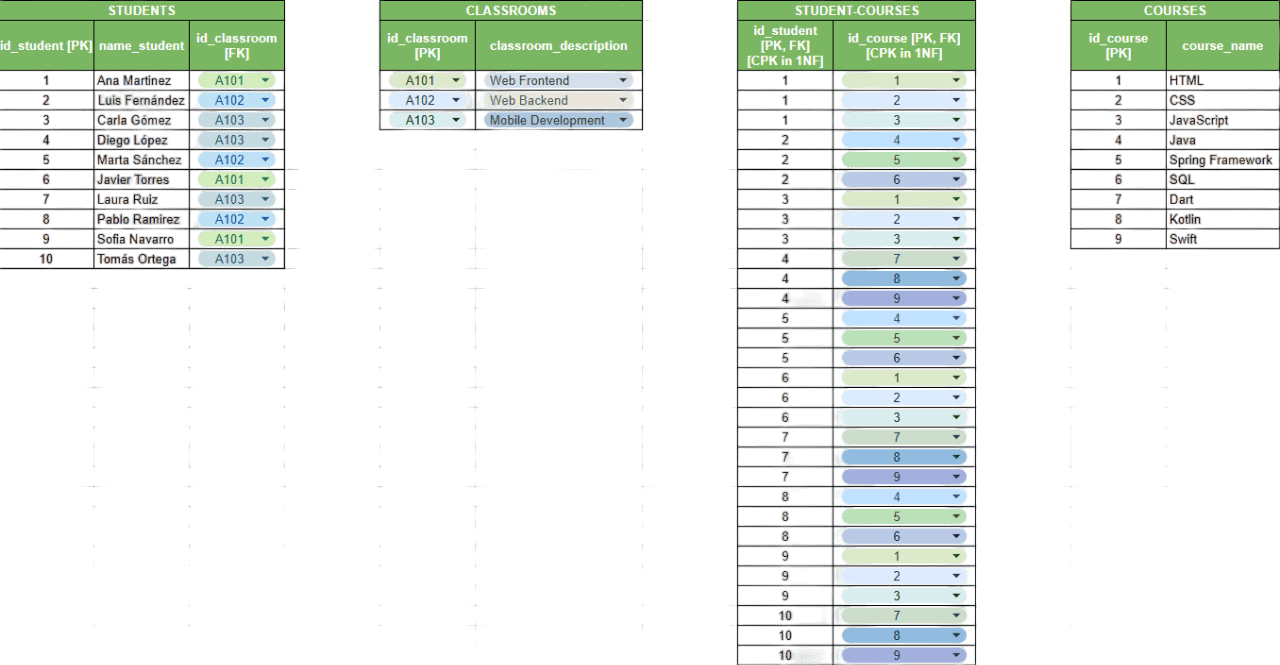 STUDENTS
id_student [PK] name_student id_classroom [FK]
1 Ana Martinez A101
2 Luis Fernández A102
3 Carla Gómez A103
4 Diego López A103
5 Marta Sánchez A102
6 Javier Torres A101
7 Laura Ruiz A103
8 Pablo Ramirez A102
9 Sofia Navarro A101
10 Tomás Ortega A103
CLASSROOMS
id_classroom [PK] classroom_description
A101 Web Frontend
A102 Web Backend
A103 Mobile Development
STUDENT-COURSES
id_student [PK, FK] [CPK in 1NF] id_course [PK, FK] [CPK in 1NF]
1 1
1 2
1 3
2 4
2 5
2 6
3 1
3 2
3 3
4 7
4 8
4 9
5 4
5 5
5 6
6 1
6 2
6 3
7 7
7 8
7 9
8 4
8 5
8 6
9 1
9 2
9 3
10 7
10 8
10 9
COURSES
id_course [PK] course_name
1 HTML
2 CSS
3 JavaScript
4 Java
5 Spring Framework
6 SQL
7 Dart
8 Kotlin
9 Swift